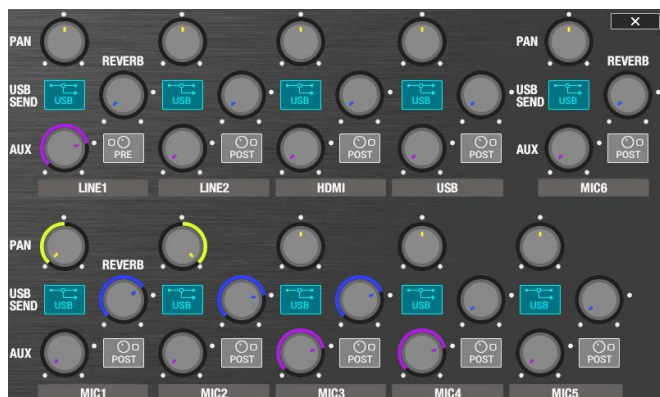 PAN PAN
REVERB REVERB
USB SEND USB USB USB USB USB SEND USB
AUX PRE POST POST POST AUX POST
LINE1 LINE2 HDMI USB MIC6
PAN
REVERB
USB SEND USB USB USB USB USB
AUX POST POST POST POST POST
MIC1 MIC2 MIC3 MIC4 MIC5